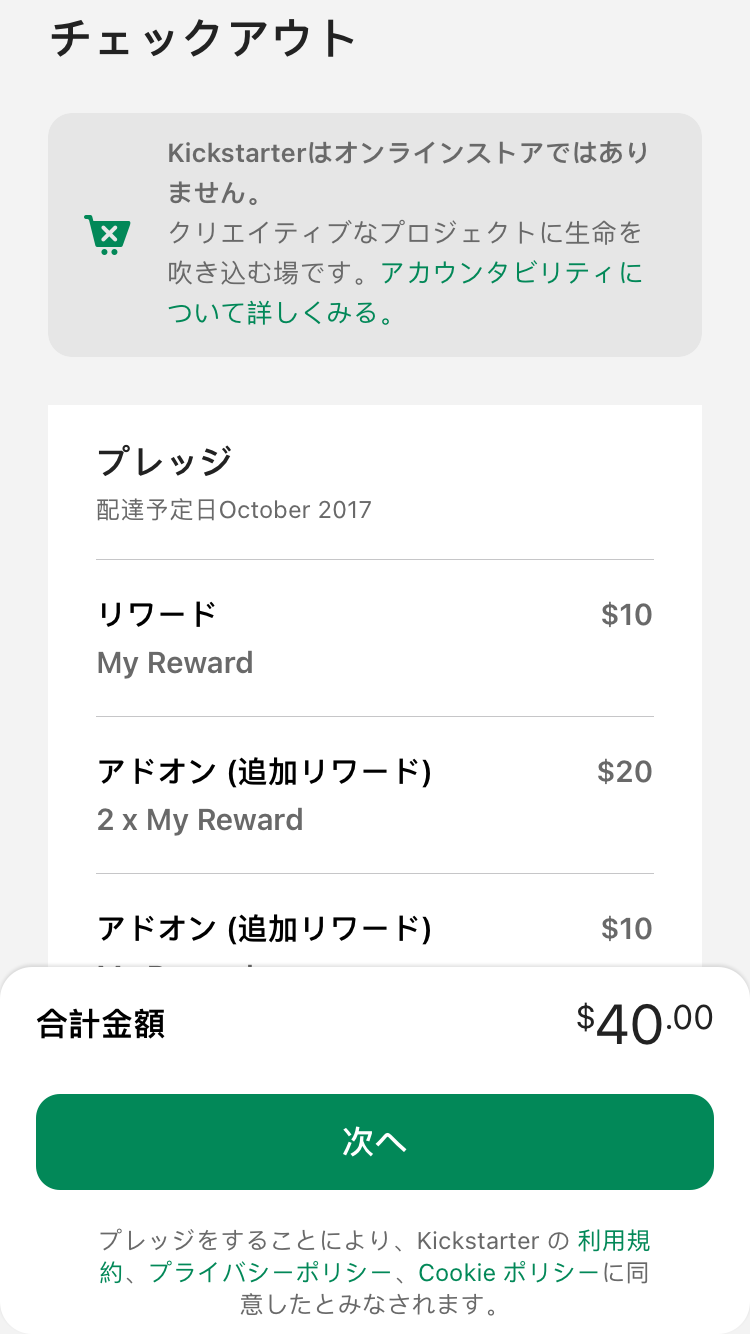 チェックアウト
Kickstarterはオンラインストアではあり
ません。
クリエイティブなプロジェクトに生命を
吹き込む場です。アカウンタビリティに
ついて詳しくみる。
プレッジ
配達予定日October 2017
リワード $10
My Reward
アドオン (追加リワード) $20
2 x My Reward
アドオン (追加リワード) $10
合計金額 $40.00
次へ
プレッジをすることにより、Kickstarter の 利用規
約、プライバシーポリシー、Cookie ポリシーに同
意したとみなされます。